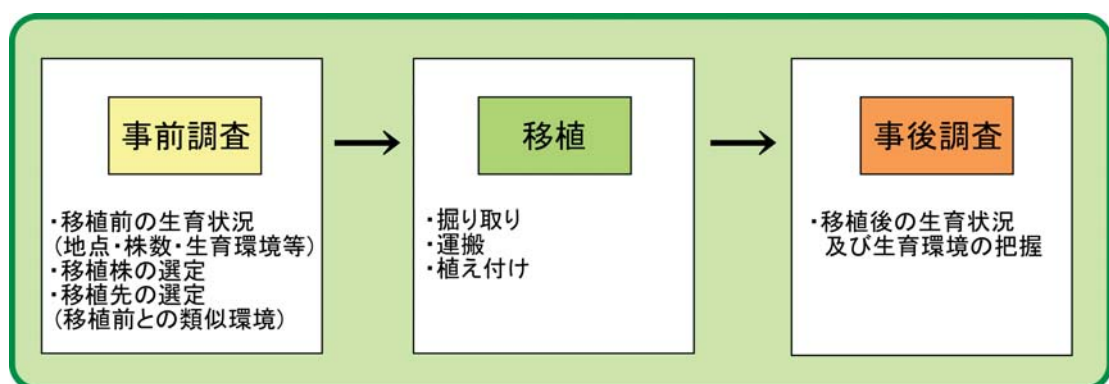 事前調査
・移植前の生育状況
(地点・株数・生育環境等)
・移植株の選定
・移植先の選定
(移植前との類似環境)
移植
・掘り取り
・運搬
・植え付け
事後調査
・移植後の生育状況
及び生育環境の把握